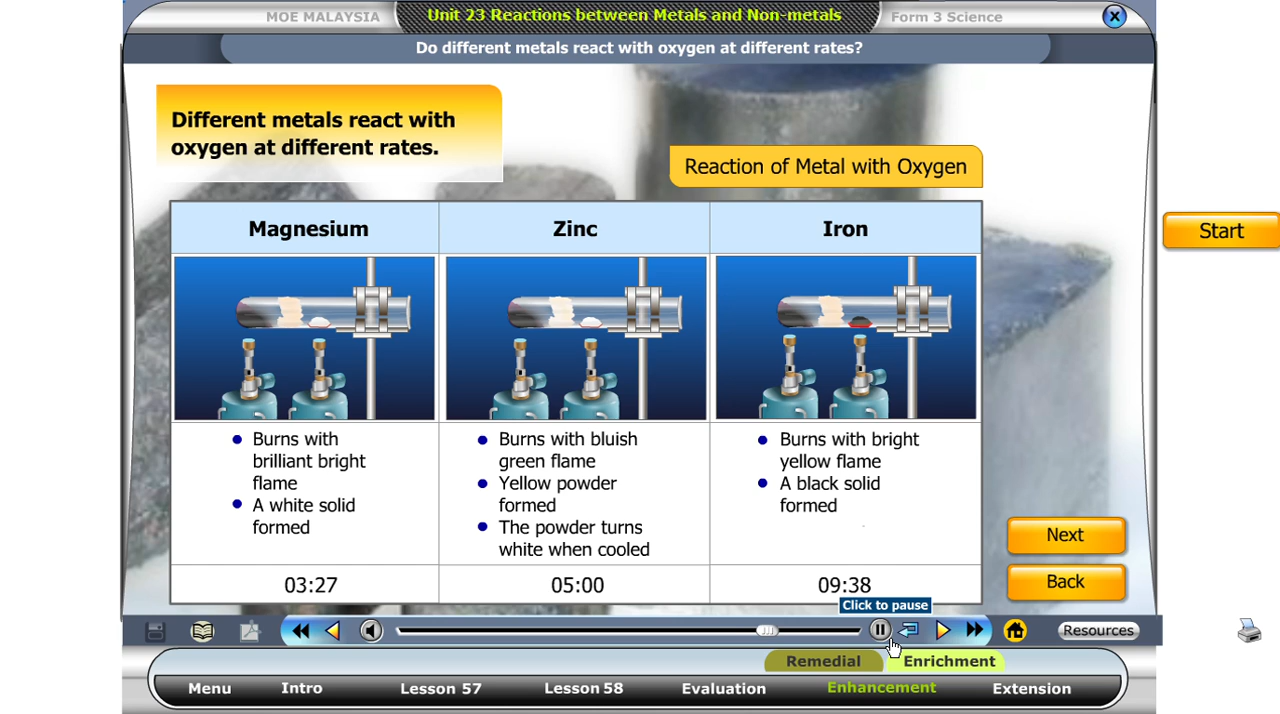 MOE MALAYSIA
Unit 23 Reactions between Metals and Non-metals
Form 3 Science
Do different metals react with oxygen at different rates?
Different metals react with
oxygen at different rates.
Reaction of Metal with Oxygen
Start
Magnesium
Zinc
Iron
Burns with
brilliant bright
flame
A white solid
formed
Burns with bluish
green flame
Yellow powder
formed
The powder turns
white when cooled
Burns with bright
yellow flame
A black solid
formed
03:27
05:00
09:38
Next
Back
Click to pause
Resources
Remedial
Enrichment
Menu
Intro
Lesson 57
Lesson 58
Evaluation
Enhancement
Extension